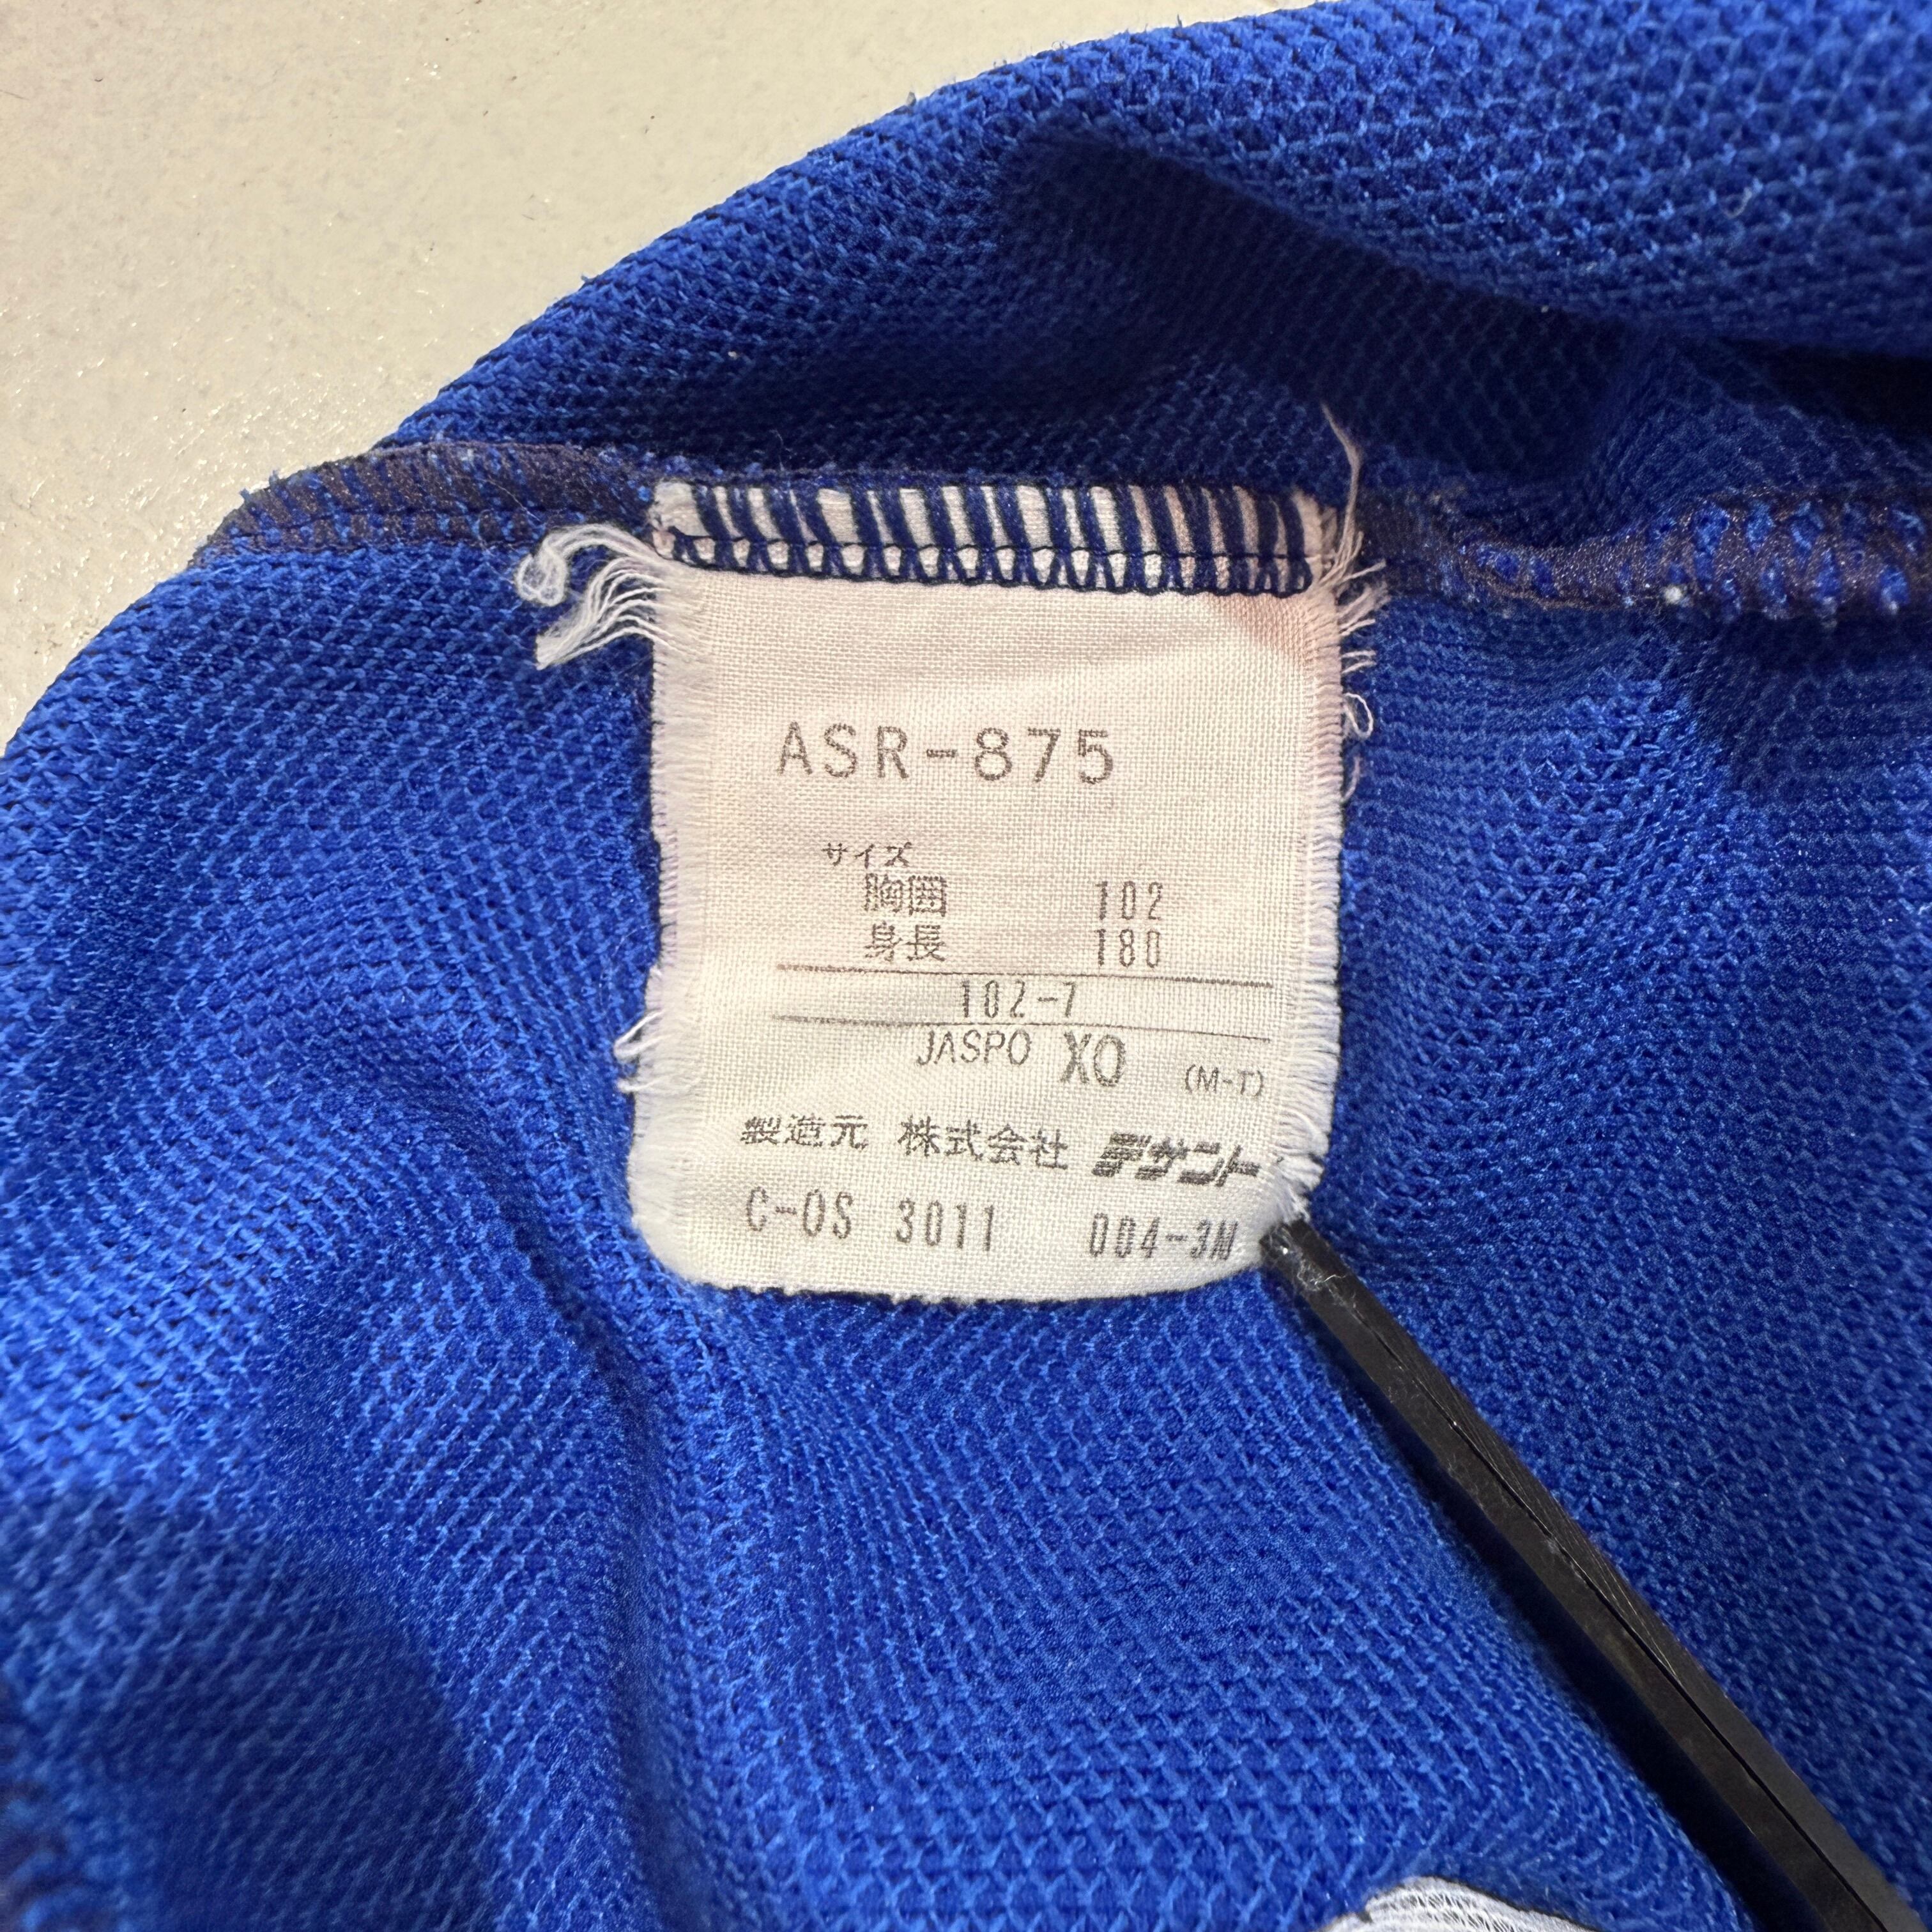 ASR-875
サイズ
胸囲 102
身長 180
102-7
JASPO XO (M-T)
製造元 株式会社 デサント
C-OS 3011 004-3M